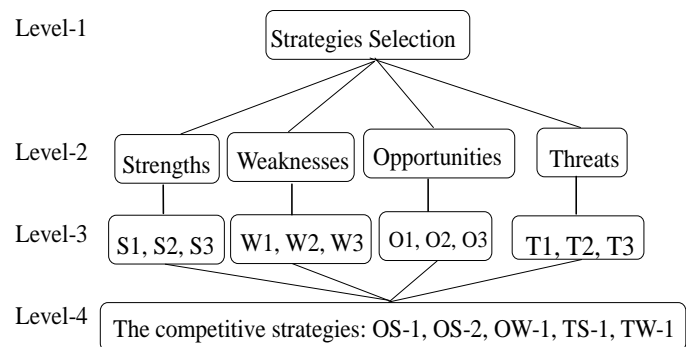 Level-1
Strategies Selection
Level-2
Strengths
Weaknesses
Opportunities
Threats
Level-3
S1, S2, S3
W1, W2, W3
O1, O2, O3
T1, T2, T3
Level-4
The competitive strategies: OS-1, OS-2, OW-1, TS-1, TW-1